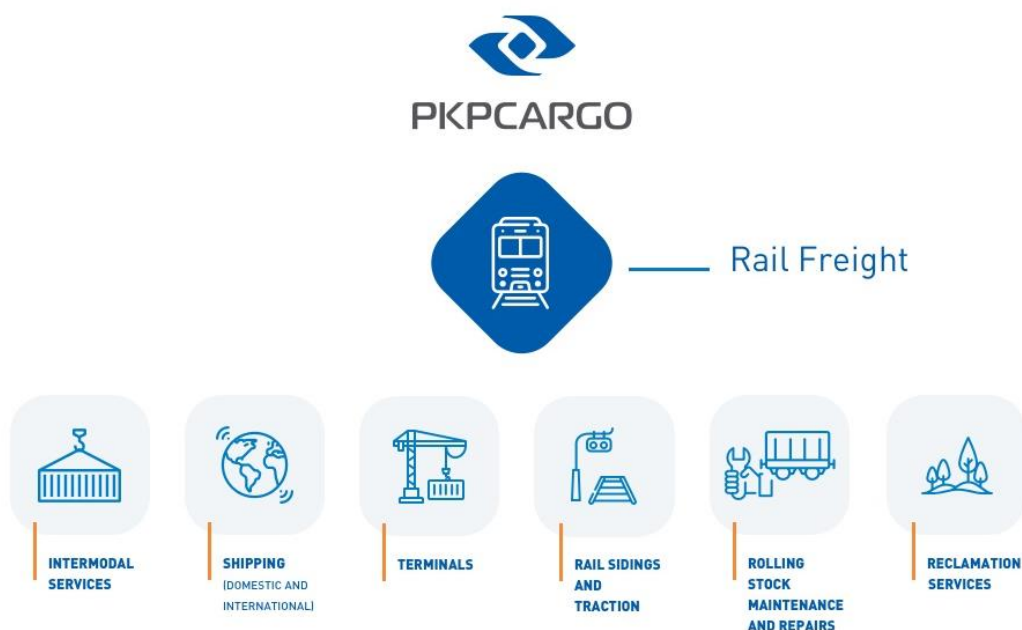 PKPCARGO
Rail Freight
INTERMODAL
SERVICES
SHIPPING
(DOMESTIC AND
INTERNATIONAL)
TERMINALS
RAIL SIDINGS
AND
TRACTION
ROLLING
STOCK
MAINTENANCE
AND REPAIRS
RECLAMATION
SERVICES